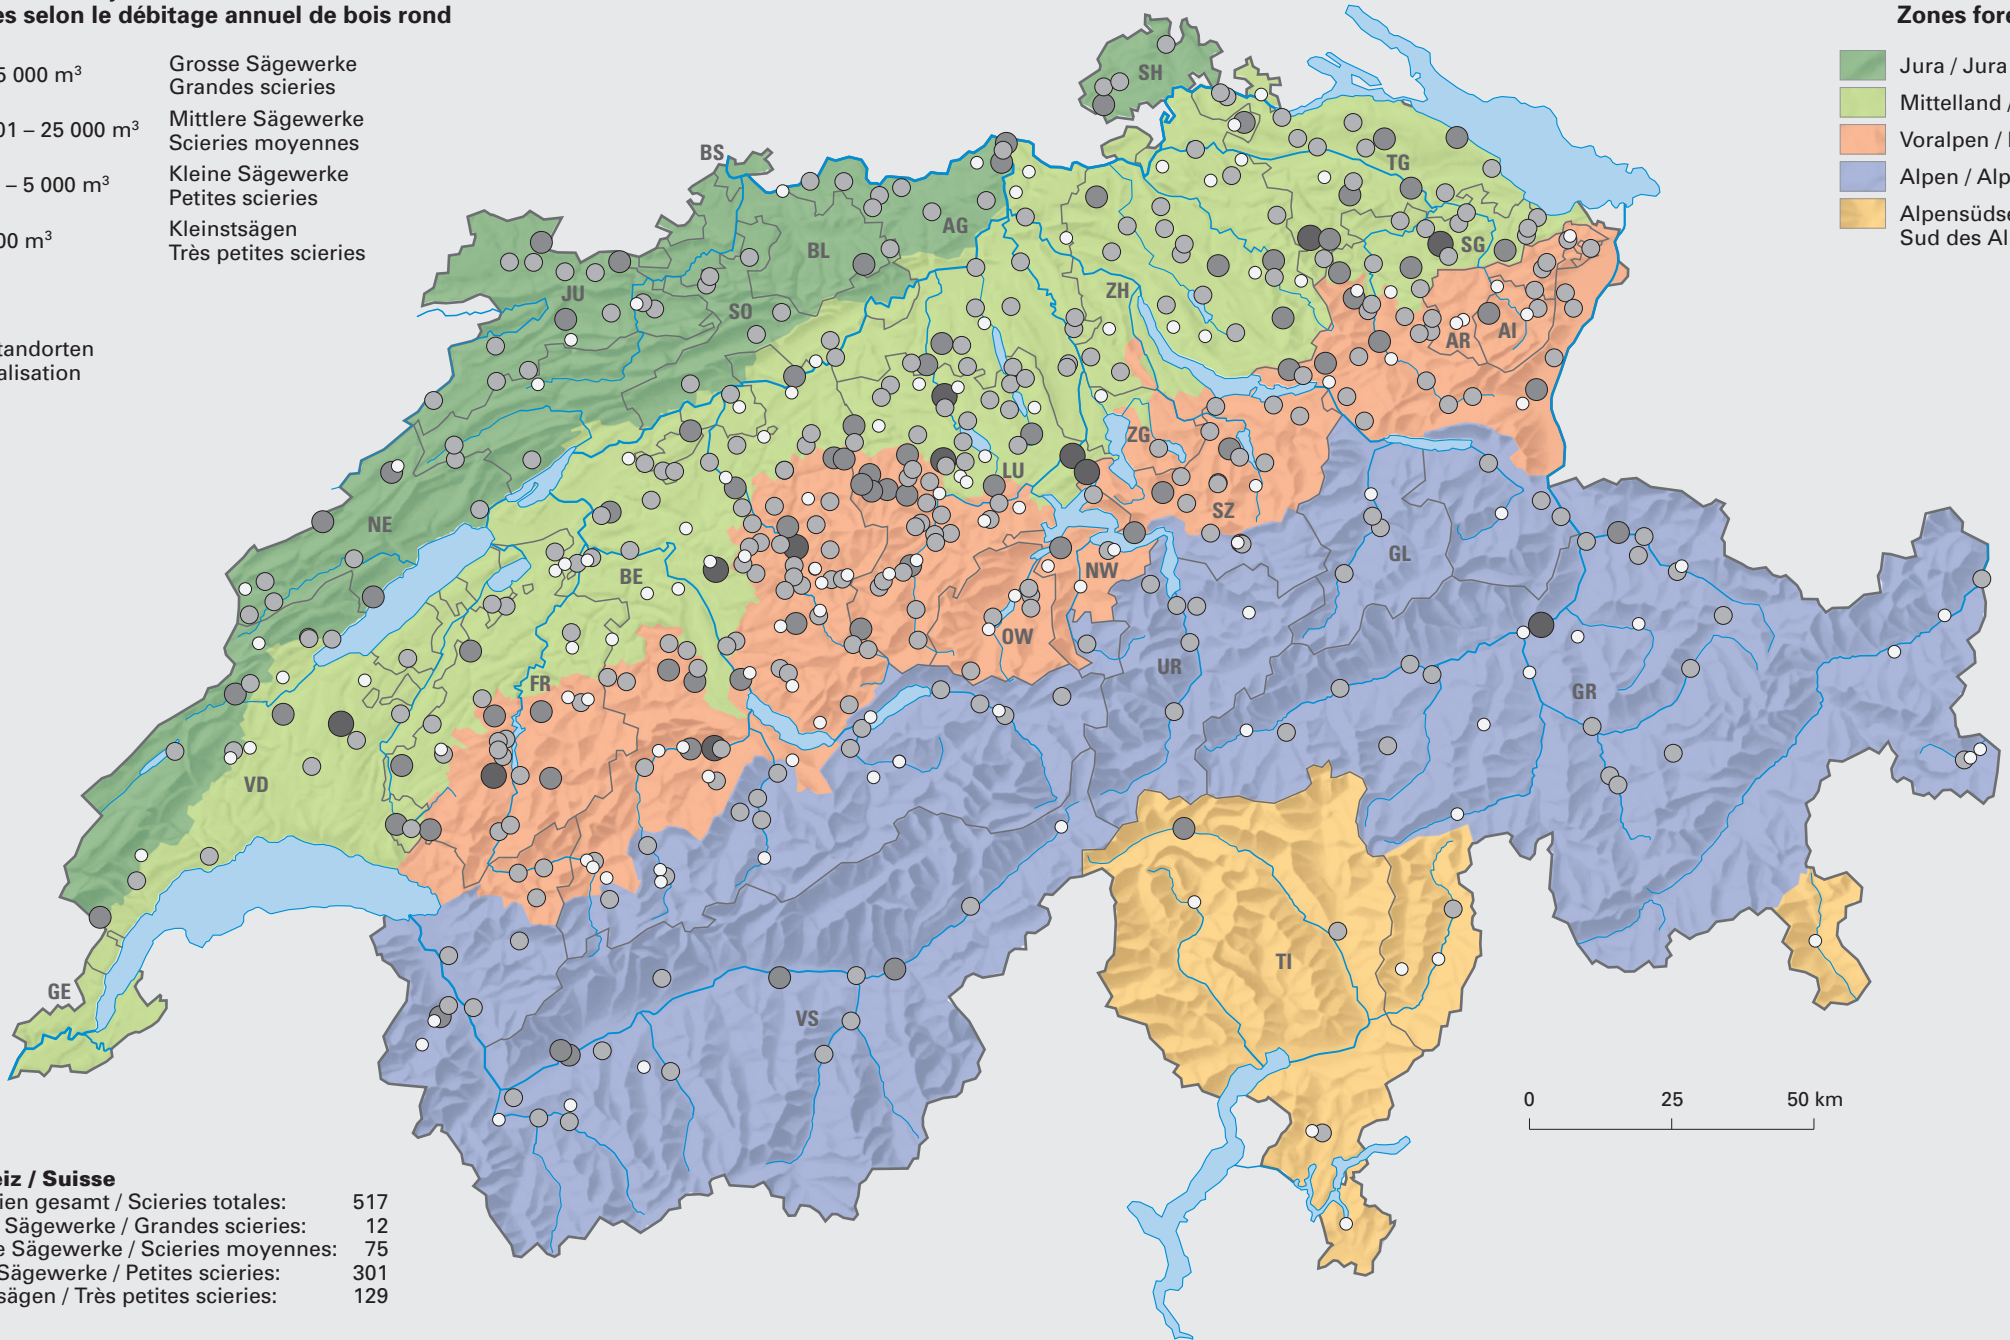 es selon le débitage annuel de bois rond
5 000 m³
Grosse Sägewerke
Grandes scieries
01 – 25 000 m³
Mittlere Sägewerke
Scieries moyennes
– 5 000 m³
Kleine Sägewerke
Petites scieries
00 m³
Kleinstsägen
Très petites scieries
tandorten
alisation
Zones fore
Jura / Jura
Mittelland /
Voralpen /
Alpen / Alp
Alpensüdse
Sud des Al
SH
BS
TG
AG
BL
SG
JU
ZH
SO
AR
AI
ZG
LU
NE
SZ
GL
BE
NW
OW
UR
FR
GR
VD
TI
GE
VS
0 25 50 km
eiz / Suisse
ien gesamt / Scieries totales: 517
Sägewerke / Grandes scieries: 12
e Sägewerke / Scieries moyennes: 75
Sägewerke / Petites scieries: 301
sägen / Très petites scieries: 129